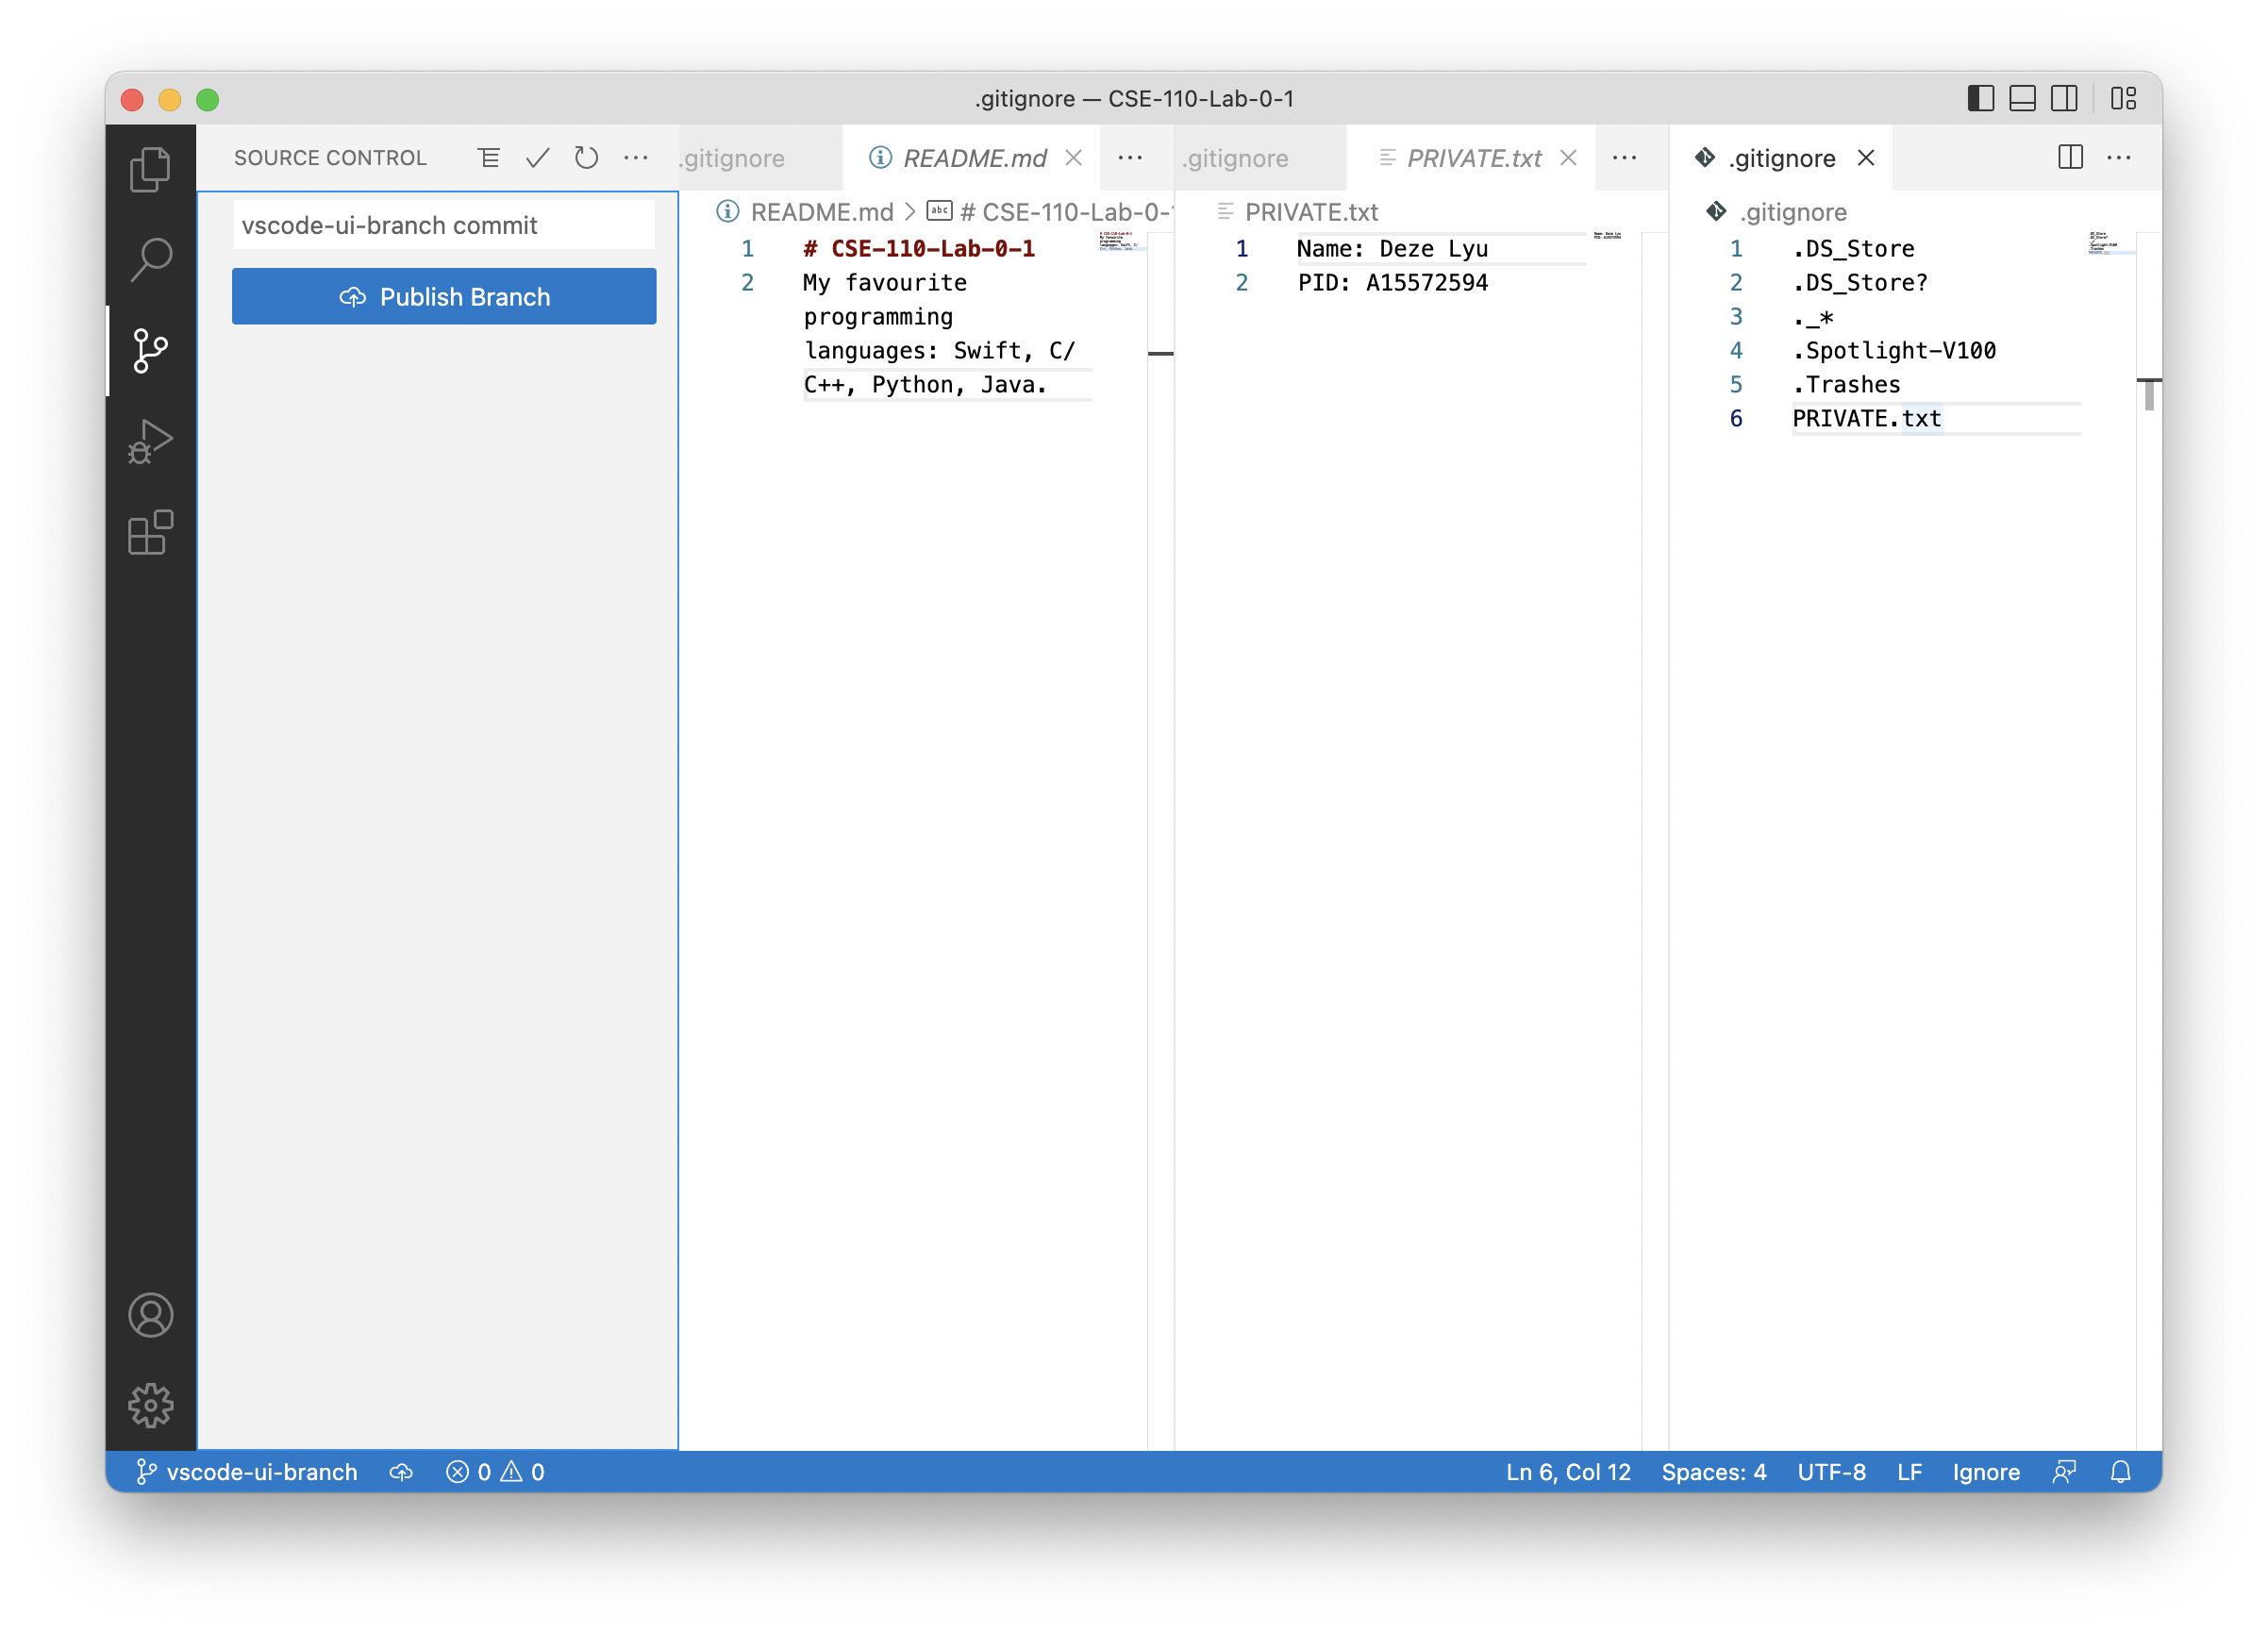 .gitignore — CSE-110-Lab-0-1
SOURCE CONTROL
vscode-ui-branch commit
Publish Branch
.gitignore
README.md
README.md > # CSE-110-Lab-0-
1 # CSE-110-Lab-0-1
2 My favourite
programming
languages: Swift, C/
C++, Python, Java.
.gitignore
PRIVATE.txt
PRIVATE.txt
1 Name: Deze Lyu
2 PID: A15572594
.gitignore
.gitignore
1 .DS_Store
2 .DS_Store?
3 ._*
4 .Spotlight-V100
5 .Trashes
6 PRIVATE.txt
vscode-ui-branch 0 0 Ln 6, Col 12 Spaces: 4 UTF-8 LF Ignore